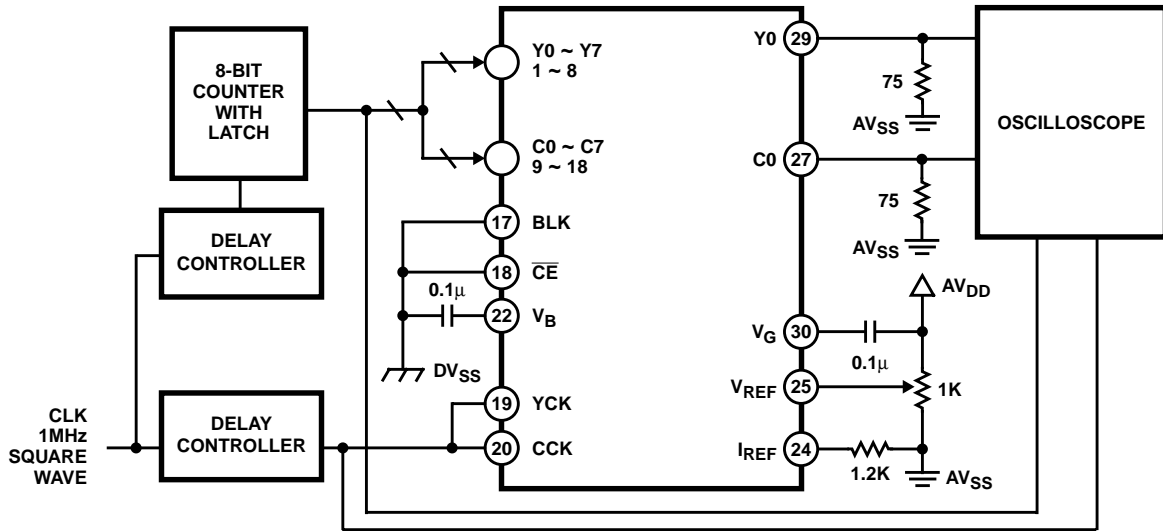 8-BIT
COUNTER
WITH
LATCH
DELAY
CONTROLLER
CLK
1MHz
SQUARE
WAVE
DELAY
CONTROLLER
Y0 ~ Y7
1 ~ 8
C0 ~ C7
9 ~ 18
17 BLK
18 CE
0.1μ
22 VB
DVSS
19 YCK
20 CCK
Y0 29
75
AVSS
C0 27
75
AVSS
OSCILLOSCOPE
AVDD
VG 30
0.1μ
VREF 25
1K
IREF 24
1.2K
AVSS